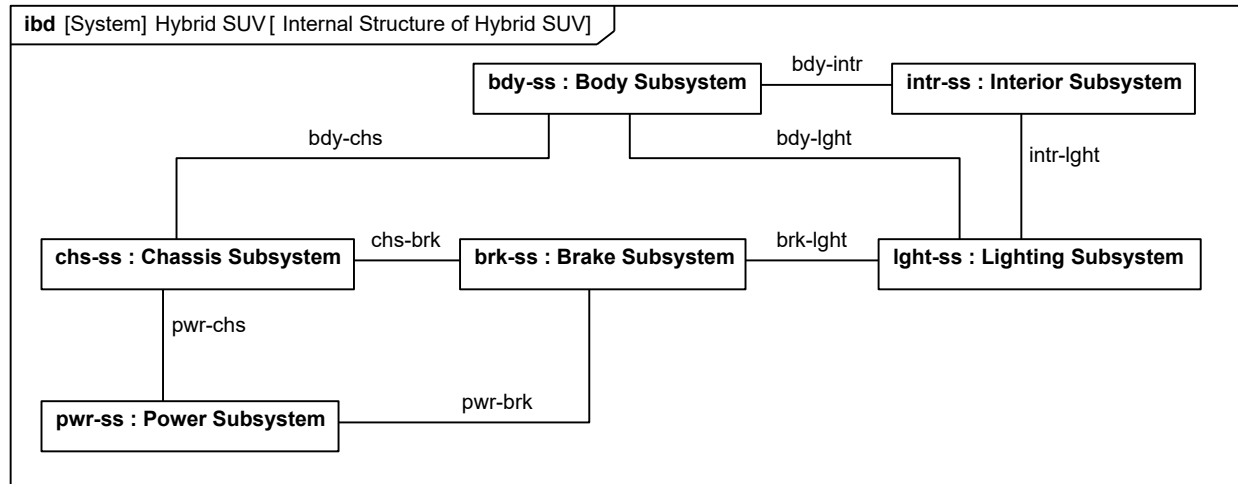 ibd [System] Hybrid SUV[ Internal Structure of Hybrid SUV]
bdy-ss : Body Subsystem
bdy-intr
intr-ss : Interior Subsystem
bdy-chs
bdy-lght
intr-lght
chs-ss : Chassis Subsystem
chs-brk
brk-ss : Brake Subsystem
brk-lght
lght-ss : Lighting Subsystem
pwr-chs
pwr-ss : Power Subsystem
pwr-brk